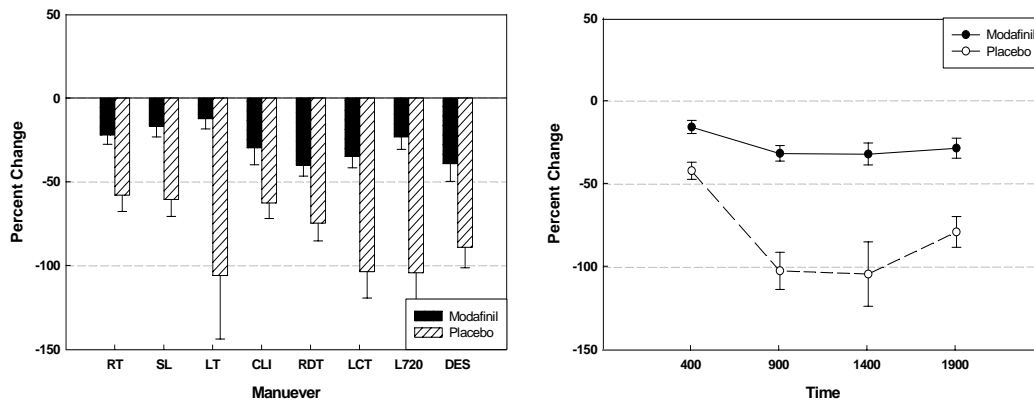 50
0
-50
-100
-150
Percent Change
RT SL LT CLI RDT LCT L720 DES
Manuever
Modafinil
Placebo
50
0
-50
-100
-150
Percent Change
400 900 1400 1900
Time
Modafinil
Placebo